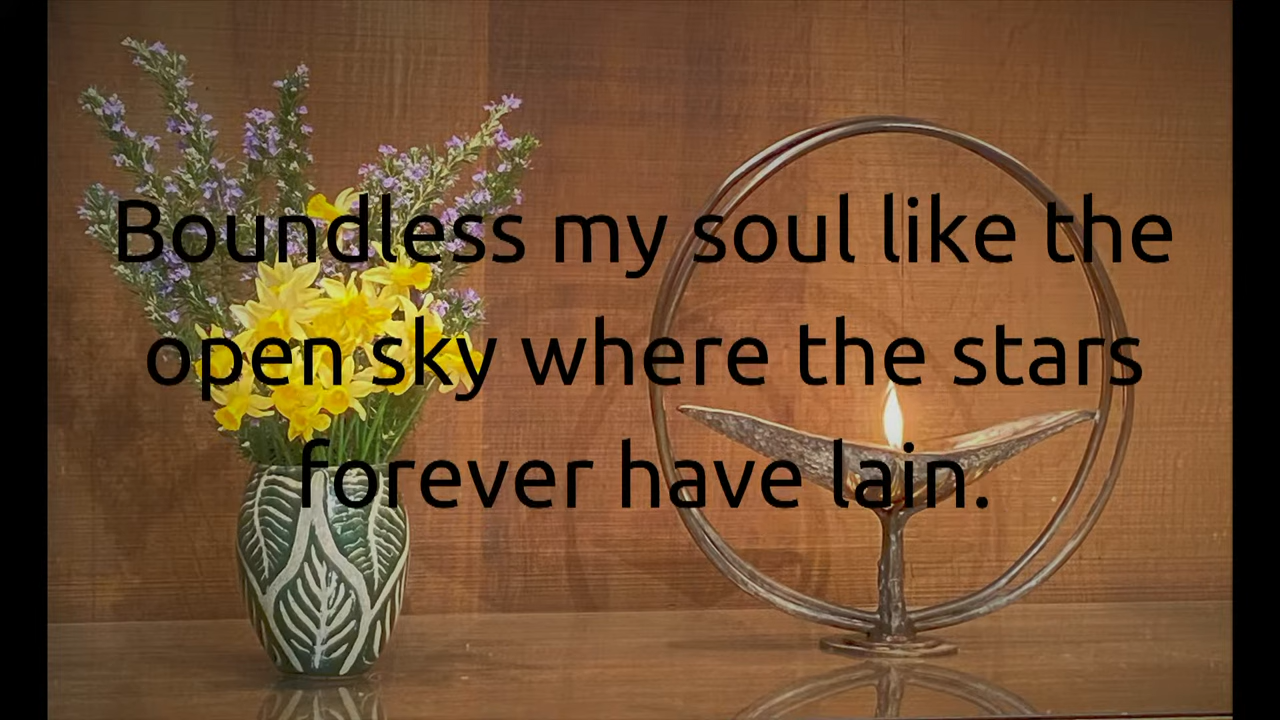 Boundless my soul like the
open sky where the stars
forever have lain.